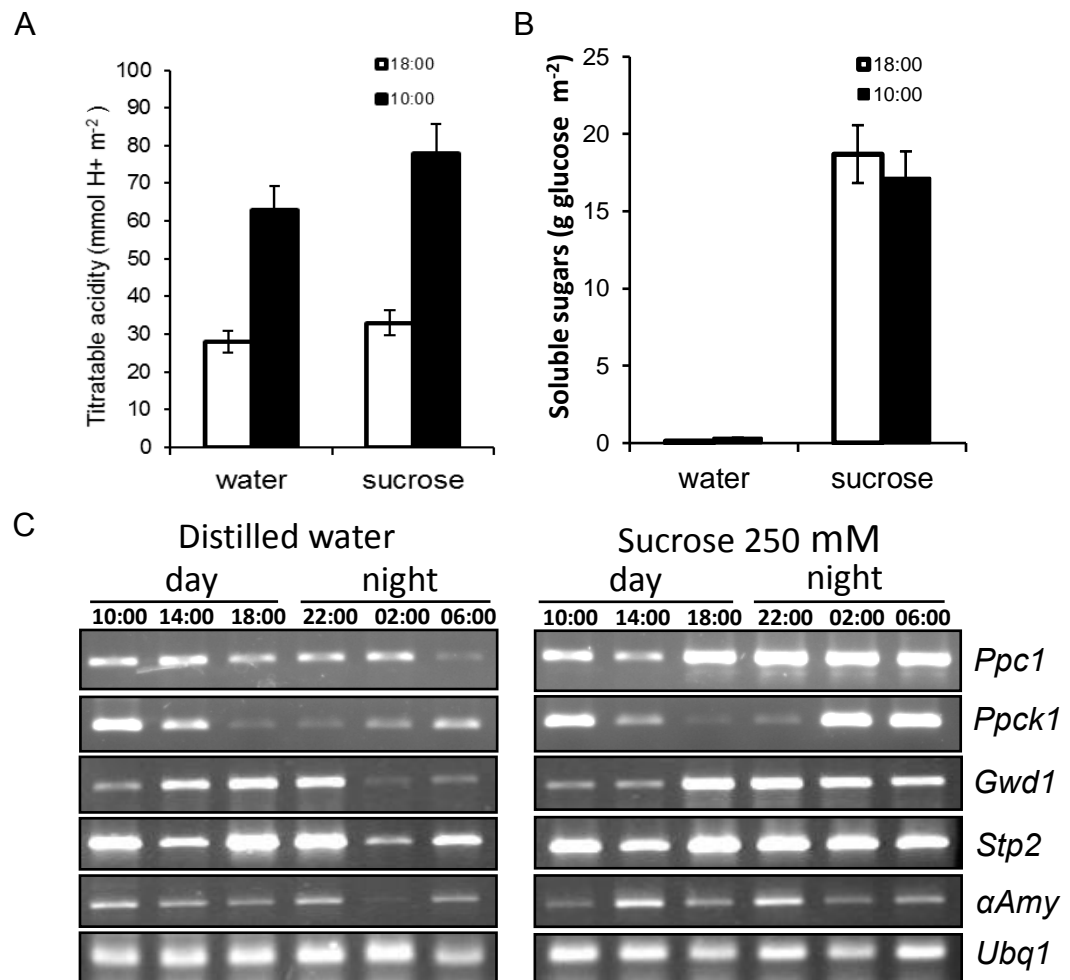 A
18:00
10:00
Titratable acidity (mmol H+ m-2 )
100
90
80
70
60
50
40
30
20
10
0
water sucrose
B
18:00
10:00
Soluble sugars (g glucose m-2)
25
20
15
10
5
0
water sucrose
C
Distilled water
day night
10:00 14:00 18:00 22:00 02:00 06:00
Sucrose 250 mM
day night
10:00 14:00 18:00 22:00 02:00 06:00
Ppc1
Ppck1
Gwd1
Stp2
αAmy
Ubq1